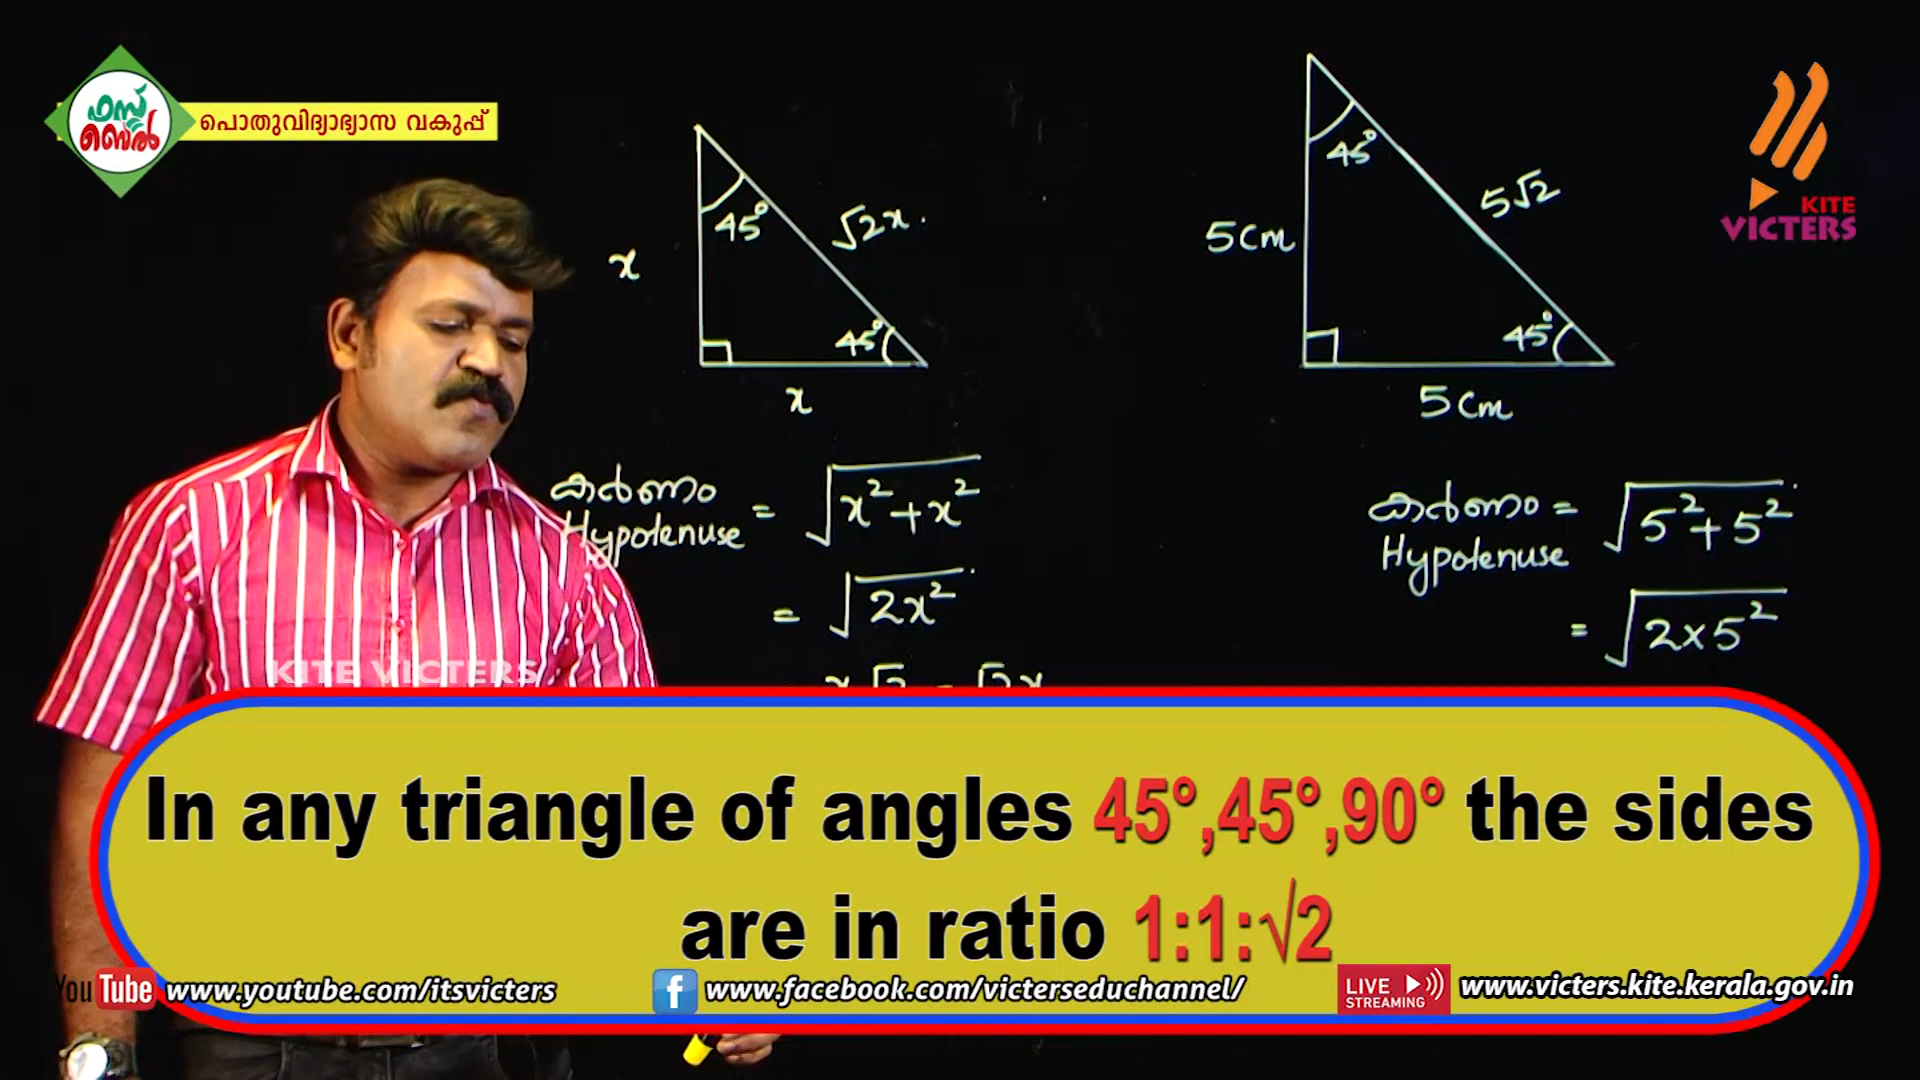 ഫസ്റ്റ്
ബെൽ
പൊതുവിദ്യാഭ്യാസ വകുപ്പ്
KITE
VICTERS
45°
√2x
x
45°
x
കർണം
Hypotenuse
= √x²+x²
= √2x²
45°
5√2
5cm
45°
5cm
കർണം =
Hypotenuse
√5²+5²
= √2×5²
KITE VICTERS
In any triangle of angles 45°,45°,90° the sides
are in ratio 1:1:√2
YouTube www.youtube.com/itsvicters
f www.facebook.com/victerseduchannel/
LIVE
STREAMING
www.victers.kite.kerala.gov.in